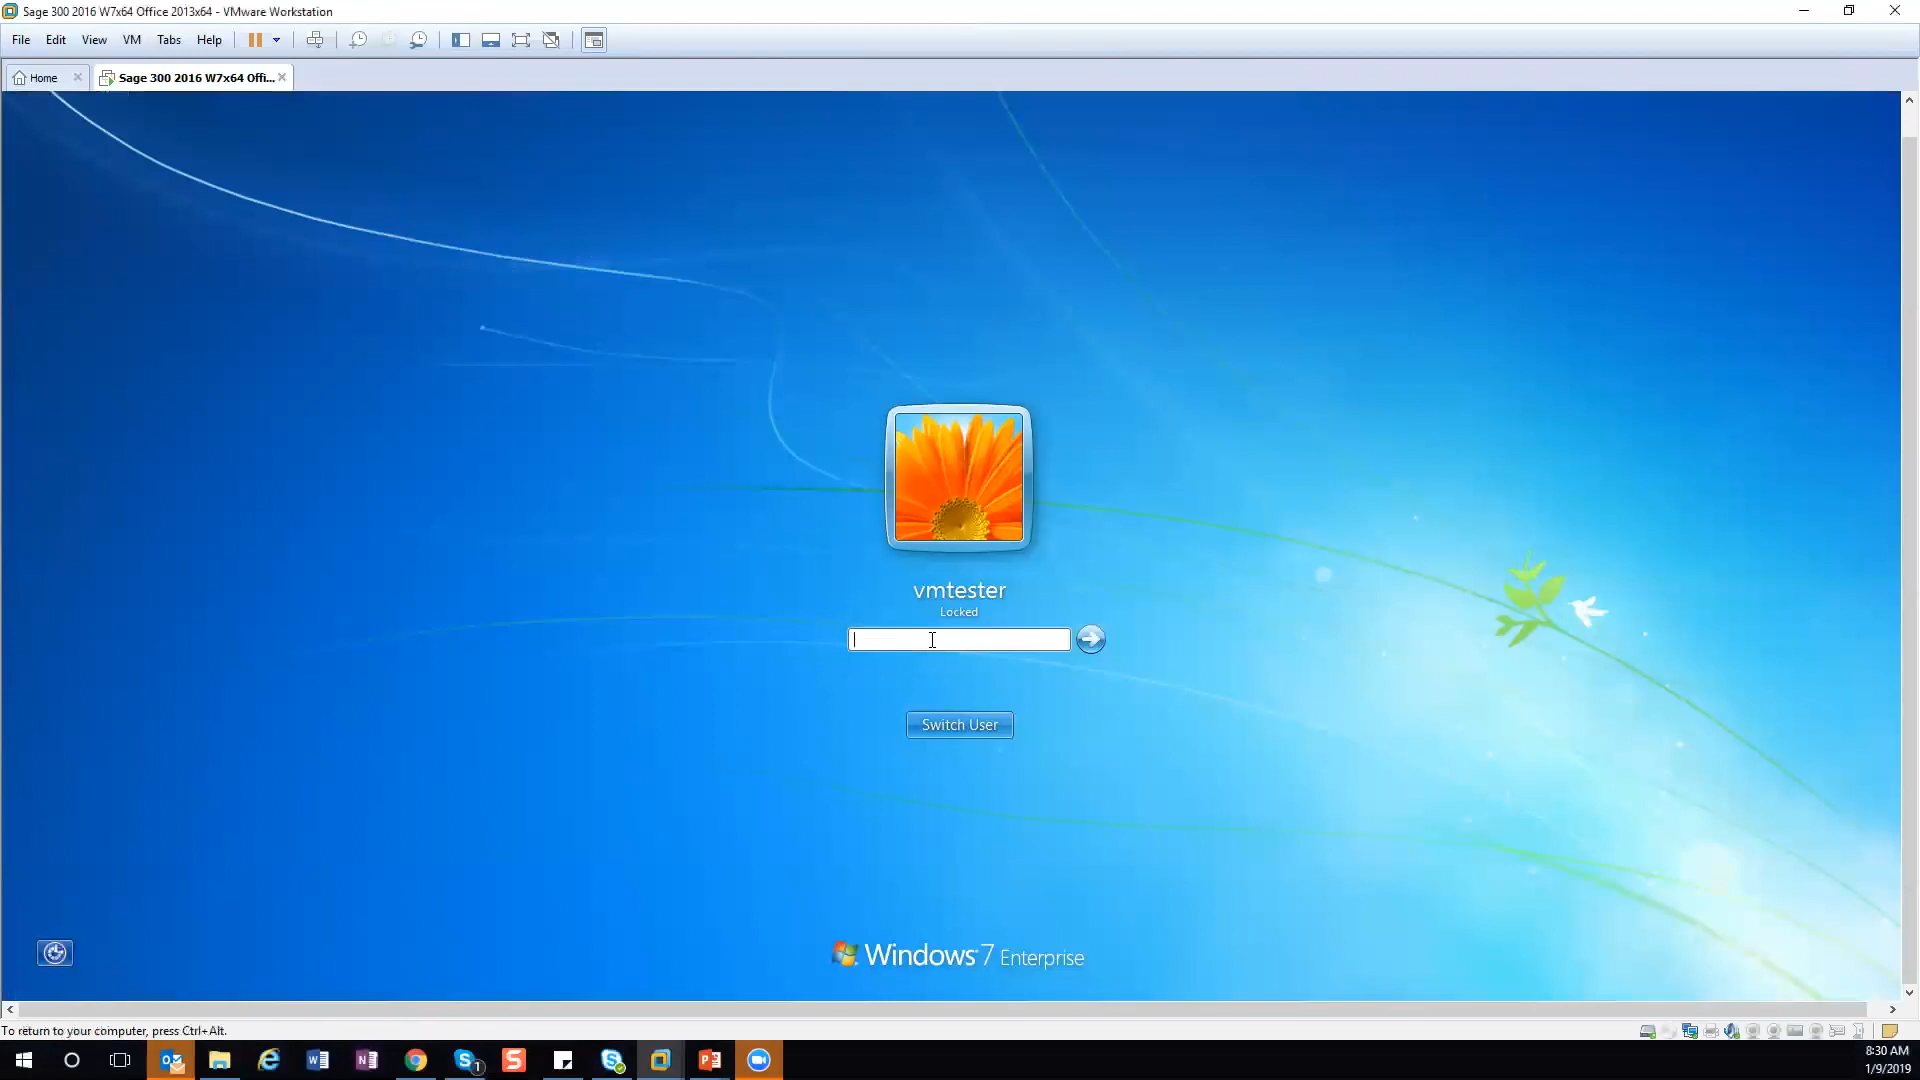 Sage 300 2016 W7x64 Office 2013x64 - VMware Workstation
File Edit View VM Tabs Help
Home
Sage 300 2016 W7x64 Offi...
vmtester
Locked
Switch User
Windows 7 Enterprise
To return to your computer, press Ctrl+Alt.
8:30 AM
1/9/2019